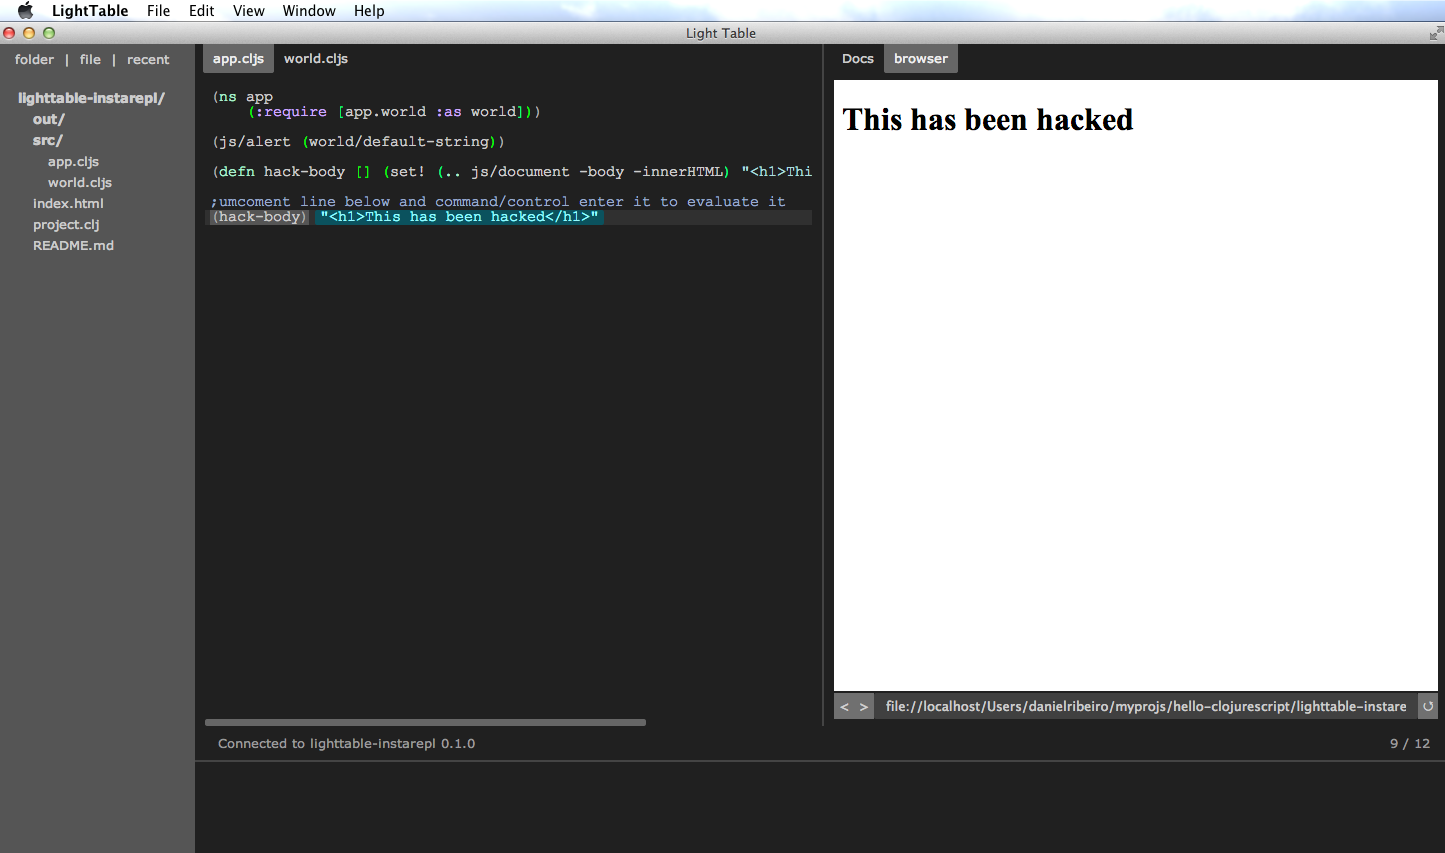 LightTable File Edit View Window Help
Light Table
folder | file | recent
lighttable-instarepl/
out/
src/
app.cljs
world.cljs
index.html
project.clj
README.md
app.cljs world.cljs
(ns app
(:require [app.world :as world]))
(js/alert (world/default-string))
(defn hack-body [] (set! (.. js/document -body -innerHTML) "<h1>Thi
;umcoment line below and command/control enter it to evaluate it
(hack-body) "<h1>This has been hacked</h1>"
Docs browser
This has been hacked
< > file://localhost/Users/danielribeiro/myprojs/hello-clojurescript/lighttable-instare ↺
Connected to lighttable-instarepl 0.1.0
9 / 12